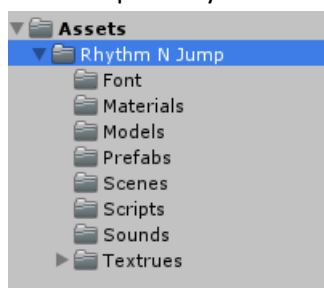 Assets
Rhythm N Jump
Font
Materials
Models
Prefabs
Scenes
Scripts
Sounds
Textrues